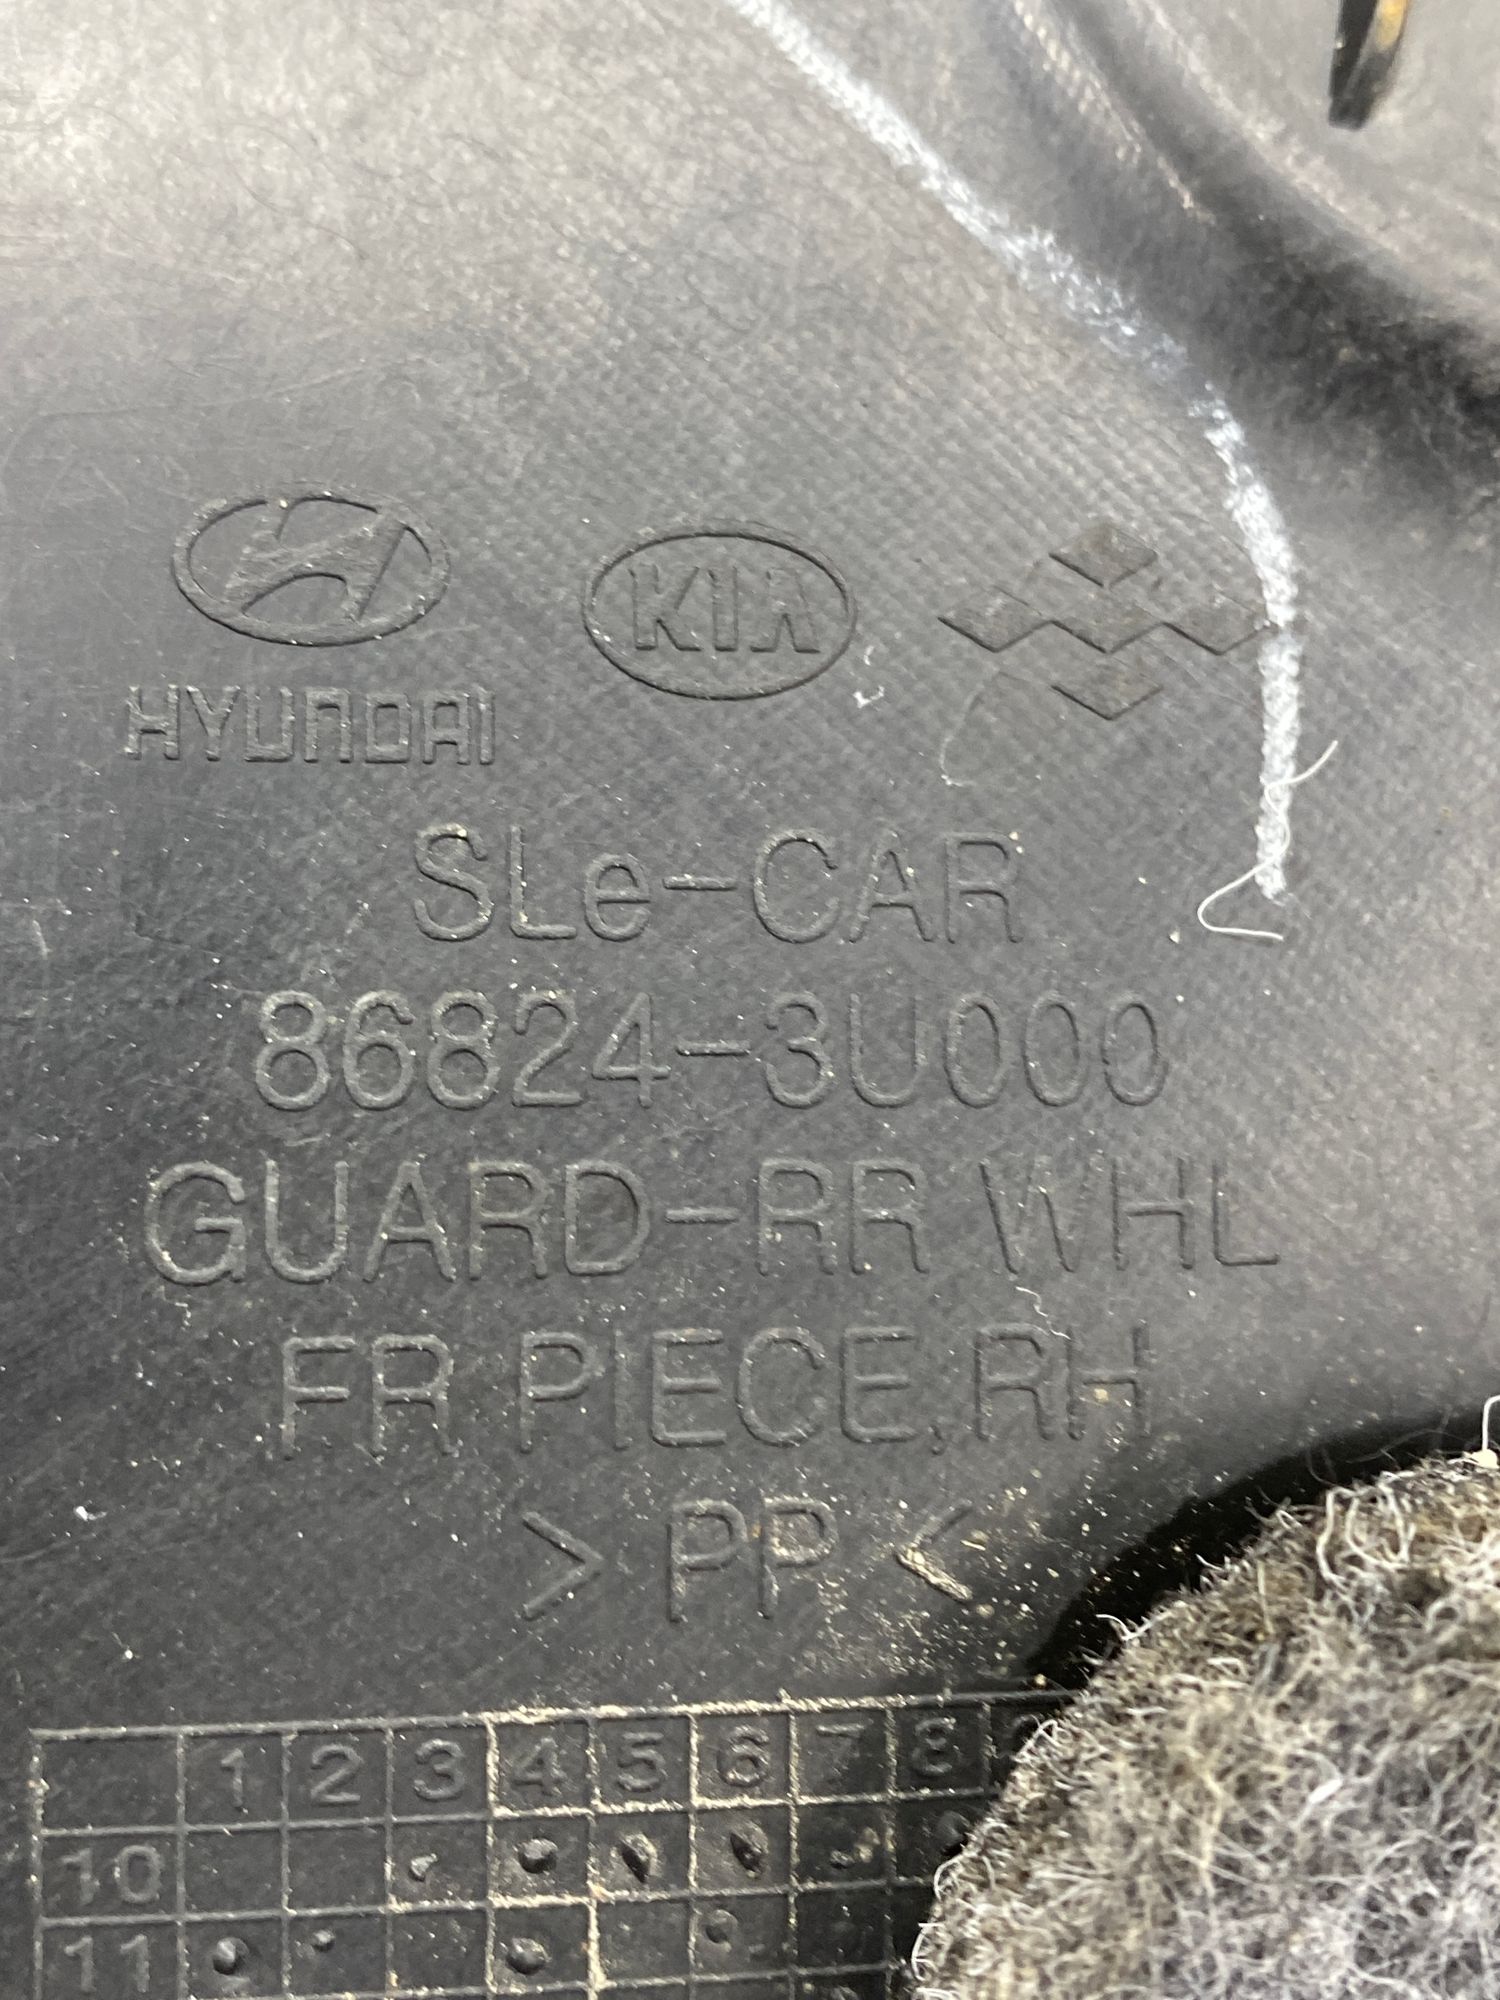 HYUNDAI
KIA
SLe-CAR
86824-3U000
GUARD-RR WHL
FR PIECE,RH
> PP <
1 2 3 4 5 6 7 8
10
11